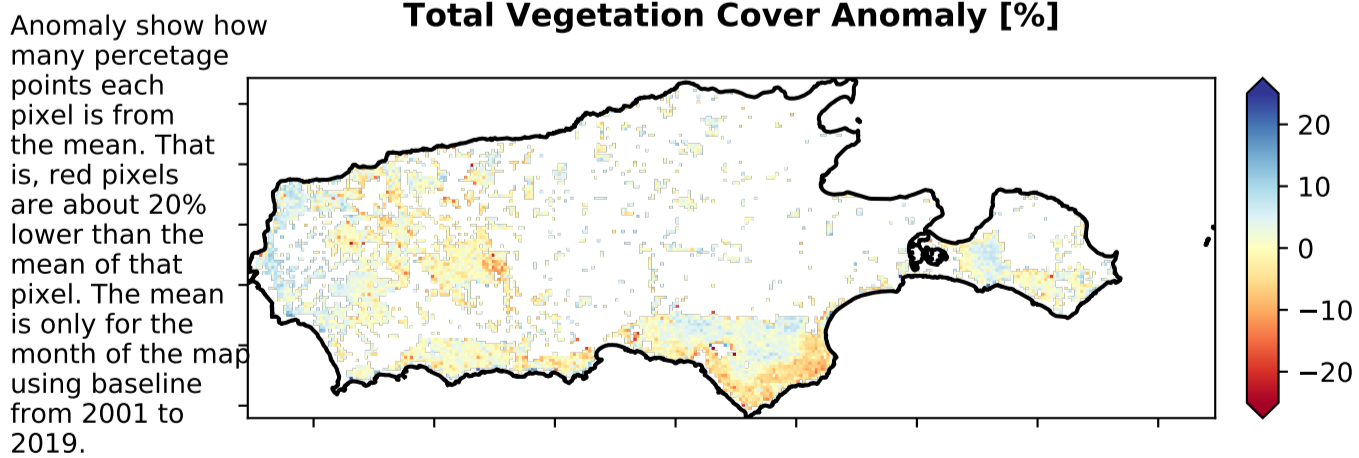 Total Vegetation Cover Anomaly [%]
Anomaly show how
many percetage
points each
pixel is from
the mean. That
is, red pixels
are about 20%
lower than the
mean of that
pixel. The mean
is only for the
month of the map
using baseline
from 2001 to
2019.
20
10
0
−10
−20